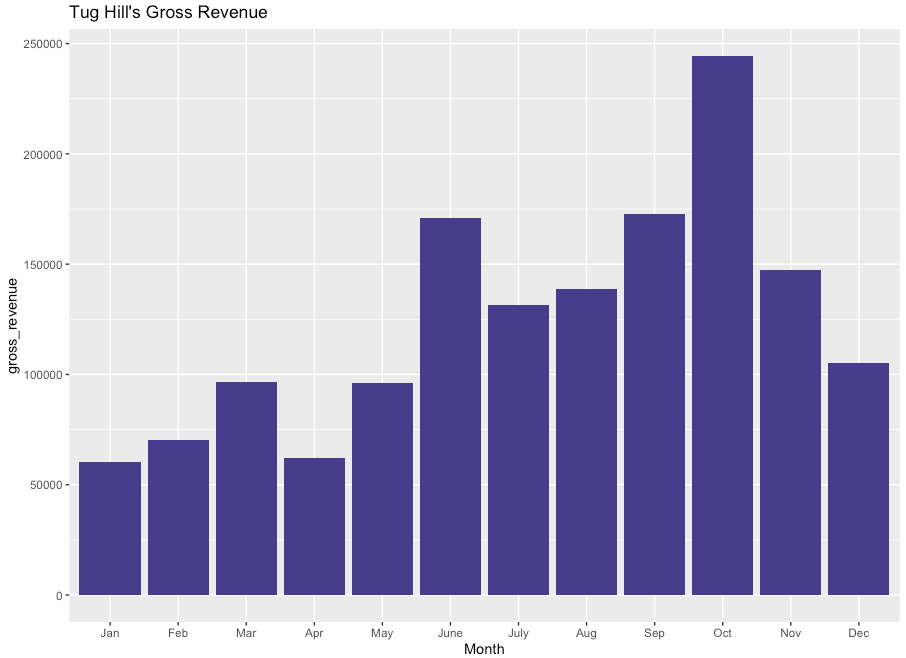 Tug Hill's Gross Revenue
gross_revenue
250000
200000
150000
100000
50000
0
Jan Feb Mar Apr May June July Aug Sep Oct Nov Dec
Month